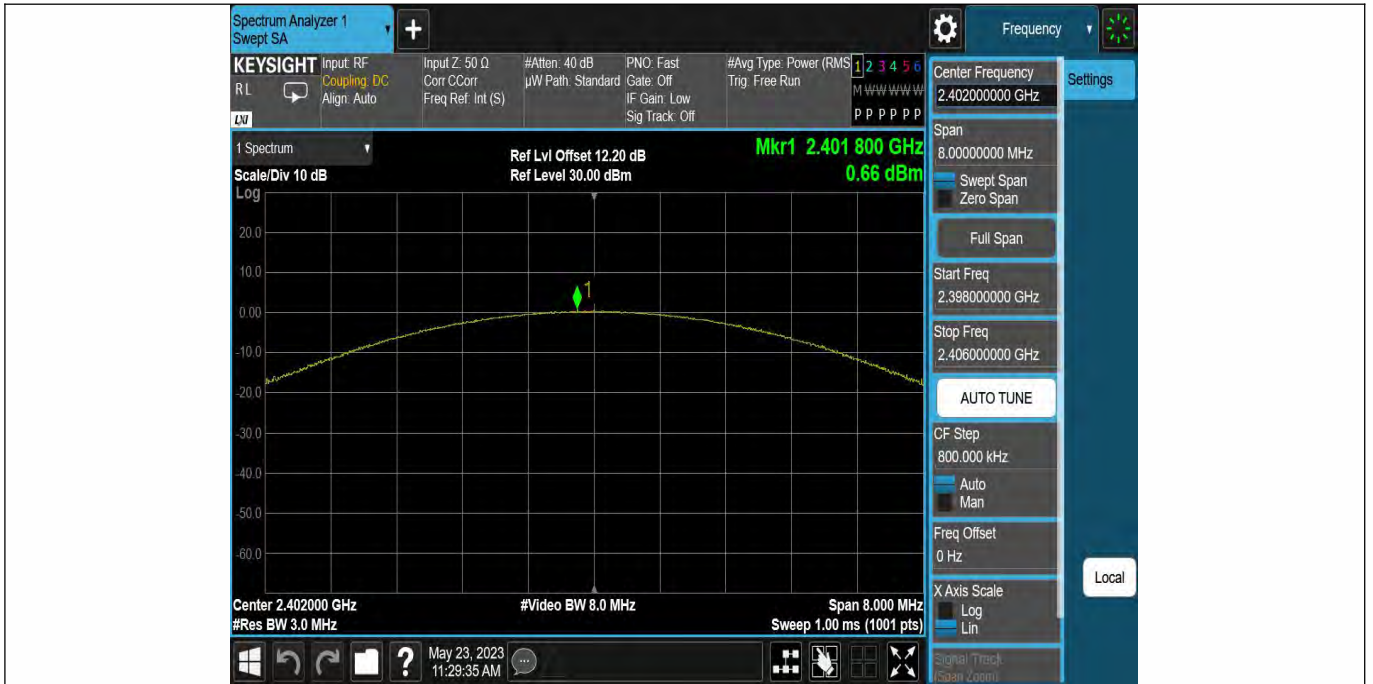 Spectrum Analyzer 1
Swept SA
+
Frequency
KEYSIGHT
R L
LXI
Input: RF
Coupling: DC
Align: Auto
Input Z: 50 Ω
Corr CCorr
Freq Ref: Int (S)
#Atten: 40 dB
µW Path: Standard
PNO: Fast
Gate: Off
IF Gain: Low
Sig Track: Off
#Avg Type: Power (RMS
Trig: Free Run
1 2 3 4 5 6
M W W W W W
P P P P P P
1 Spectrum
Scale/Div 10 dB
Log
Ref Lvl Offset 12.20 dB
Ref Level 30.00 dBm
Mkr1 2.401 800 GHz
0.66 dBm
20.0
10.0
0.00
-10.0
-20.0
-30.0
-40.0
-50.0
-60.0
1
Center 2.402000 GHz
#Res BW 3.0 MHz
#Video BW 8.0 MHz
Span 8.000 MHz
Sweep 1.00 ms (1001 pts)
Center Frequency
2.402000000 GHz
Settings
Span
8.00000000 MHz
Swept Span
Zero Span
Full Span
Start Freq
2.398000000 GHz
Stop Freq
2.406000000 GHz
AUTO TUNE
CF Step
800.000 kHz
Auto
Man
Freq Offset
0 Hz
X Axis Scale
Log
Lin
Signal Track
(Span Zoom)
Local
?
May 23, 2023
11:29:35 AM